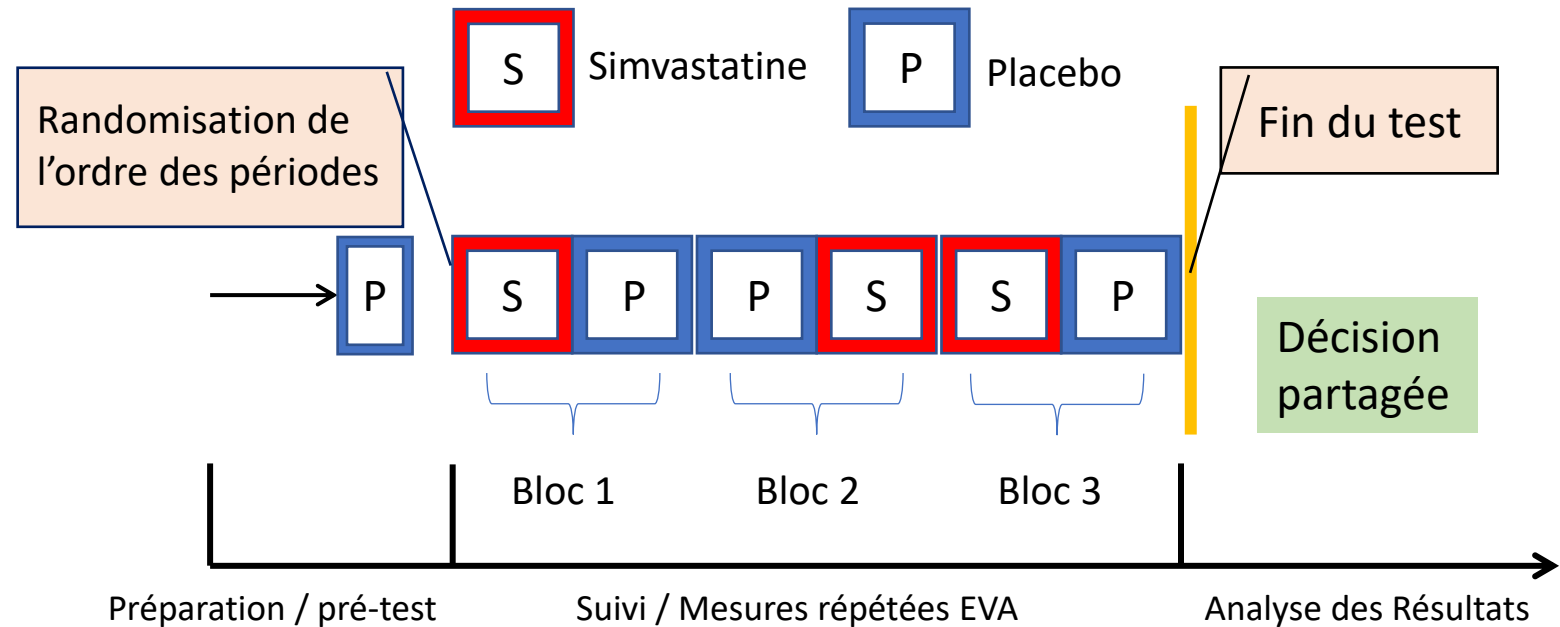 S Simvastatine P Placebo
Randomisation de
l'ordre des périodes
Fin du test
P S P P S S P
Décision
partagée
Bloc 1 Bloc 2 Bloc 3
Préparation / pré-test Suivi / Mesures répétées EVA Analyse des Résultats